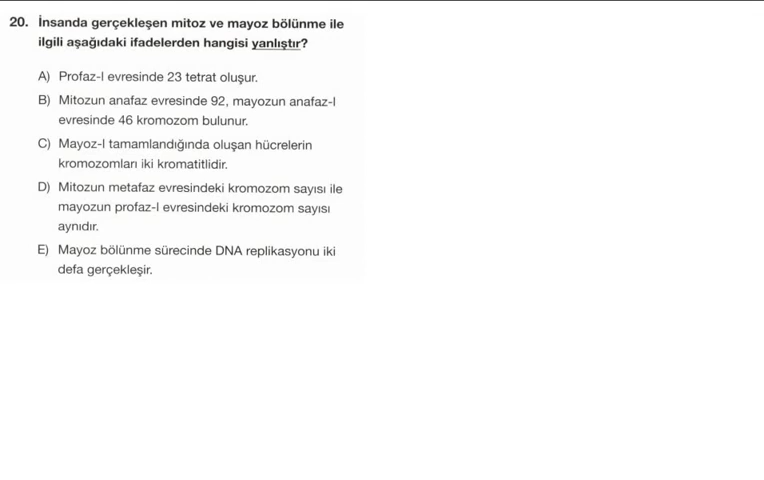 20. İnsanda gerçekleşen mitoz ve mayoz bölünme ile
ilgili aşağıdaki ifadelerden hangisi yanlıştır?
A) Profaz-I evresinde 23 tetrat oluşur.
B) Mitozun anafaz evresinde 92, mayozun anafaz-I
evresinde 46 kromozom bulunur.
C) Mayoz-I tamamlandığında oluşan hücrelerin
kromozomları iki kromatitlidir.
D) Mitozun metafaz evresindeki kromozom sayısı ile
mayozun profaz-I evresindeki kromozom sayısı
aynıdır.
E) Mayoz bölünme sürecinde DNA replikasyonu iki
defa gerçekleşir.